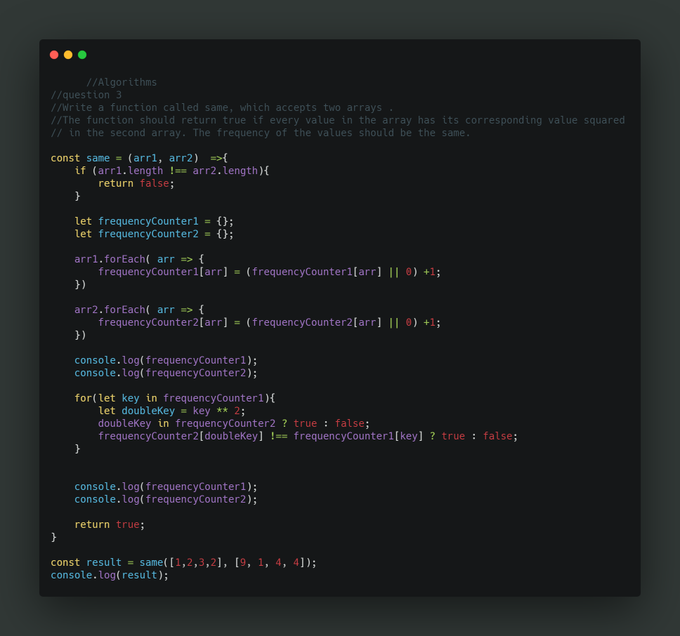 //Algorithms
//question 3
//Write a function called same, which accepts two arrays .
//The function should return true if every value in the array has its corresponding value squared
// in the second array. The frequency of the values should be the same.
const same = (arr1, arr2)  =>{
    if (arr1.length !== arr2.length){
        return false;
    }
    let frequencyCounter1 = {};
    let frequencyCounter2 = {};
    arr1.forEach( arr => {
        frequencyCounter1[arr] = (frequencyCounter1[arr] || 0) +1;
    })
    arr2.forEach( arr => {
        frequencyCounter2[arr] = (frequencyCounter2[arr] || 0) +1;
    })
    console.log(frequencyCounter1);
    console.log(frequencyCounter2);
    for(let key in frequencyCounter1){
        let doubleKey = key ** 2;
        doubleKey in frequencyCounter2 ? true : false;
        frequencyCounter2[doubleKey] !== frequencyCounter1[key] ? true : false;
    }
    console.log(frequencyCounter1);
    console.log(frequencyCounter2);
    return true;
}
const result = same([1,2,3,2], [9, 1, 4, 4]);
console.log(result);